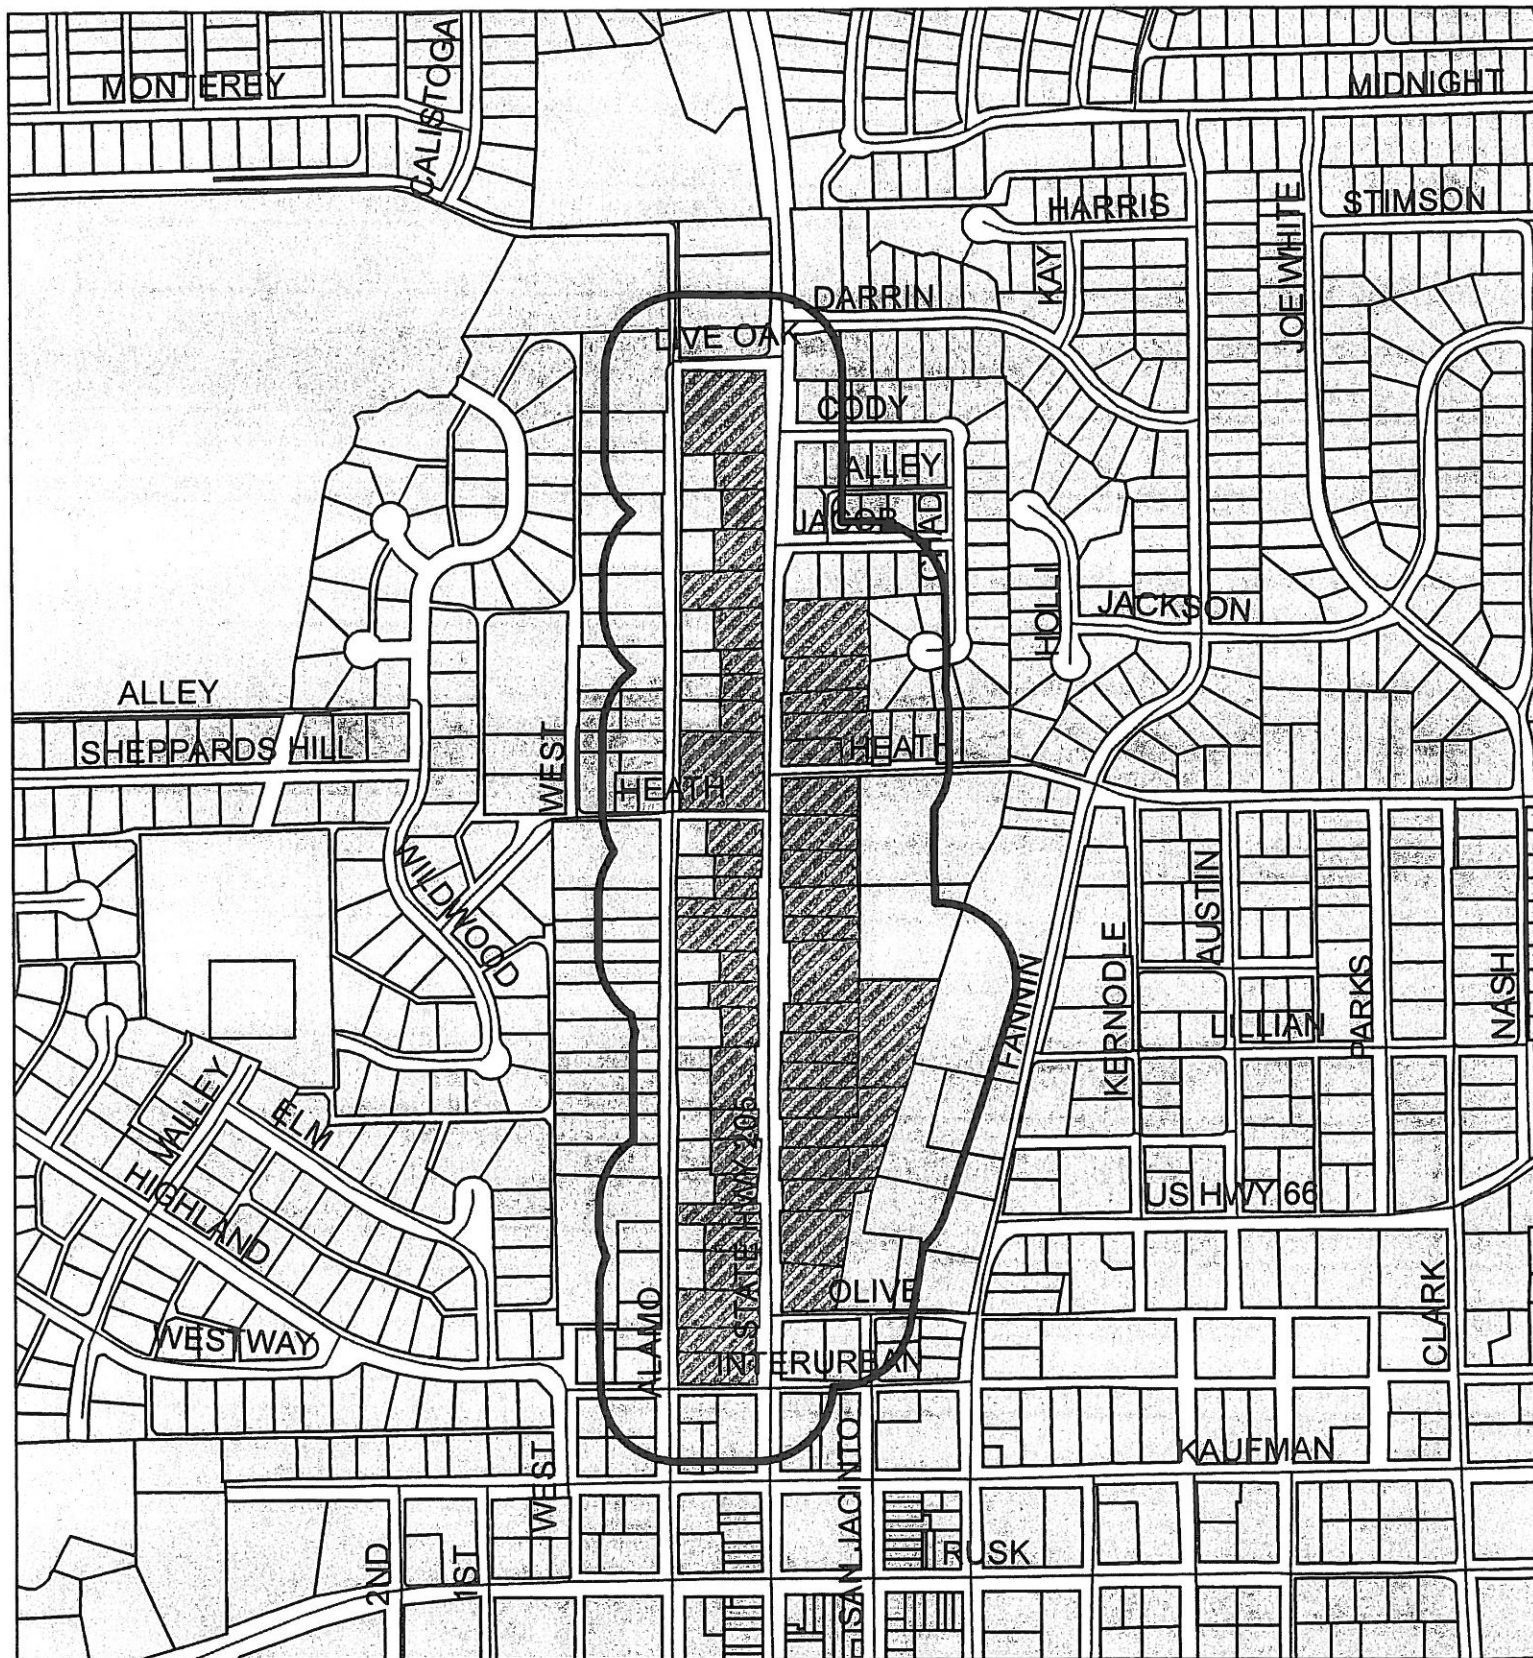 MONTEREY
CALISTOGA
MIDNIGHT
HARRIS
STIMSON
JOE WHITE
KAY
DARRIN
LIVE OAK
CODY
ALLEY
JACOB
CHAD
HOLLI
JACKSON
ALLEY
SHEPPARDS HILL
WEST
HEATH
HEATH
WILDWOOD
AUSTIN
KERNODLE
FANNIN
PARKS
NASH
LILLIAN
MAILEY
ELM
HIGHLAND
STATE HWY 205
US HWY 66
OLIVE
ALAMO
CLARK
WESTWAY
INTERURBAN
WEST
SAN JACINTO
KAUFMAN
2ND
1ST
RUSK